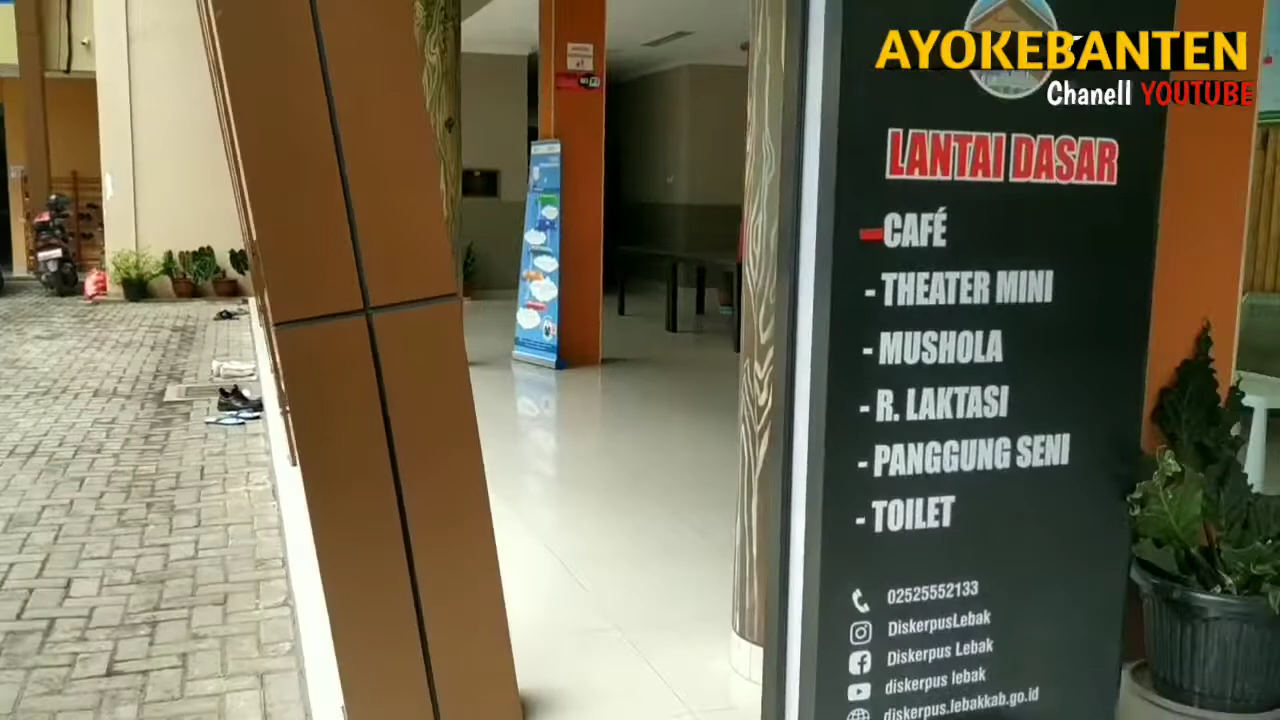 AYOKEBANTEN
Chanell YOUTUBE
LANTAI DASAR
-CAFÉ
- THEATER MINI
- MUSHOLA
- R. LAKTASI
- PANGGUNG SENI
- TOILET
02525552133
DiskerpusLebak
Diskerpus Lebak
diskerpus lebak
diskerpus.lebakkab.go.id